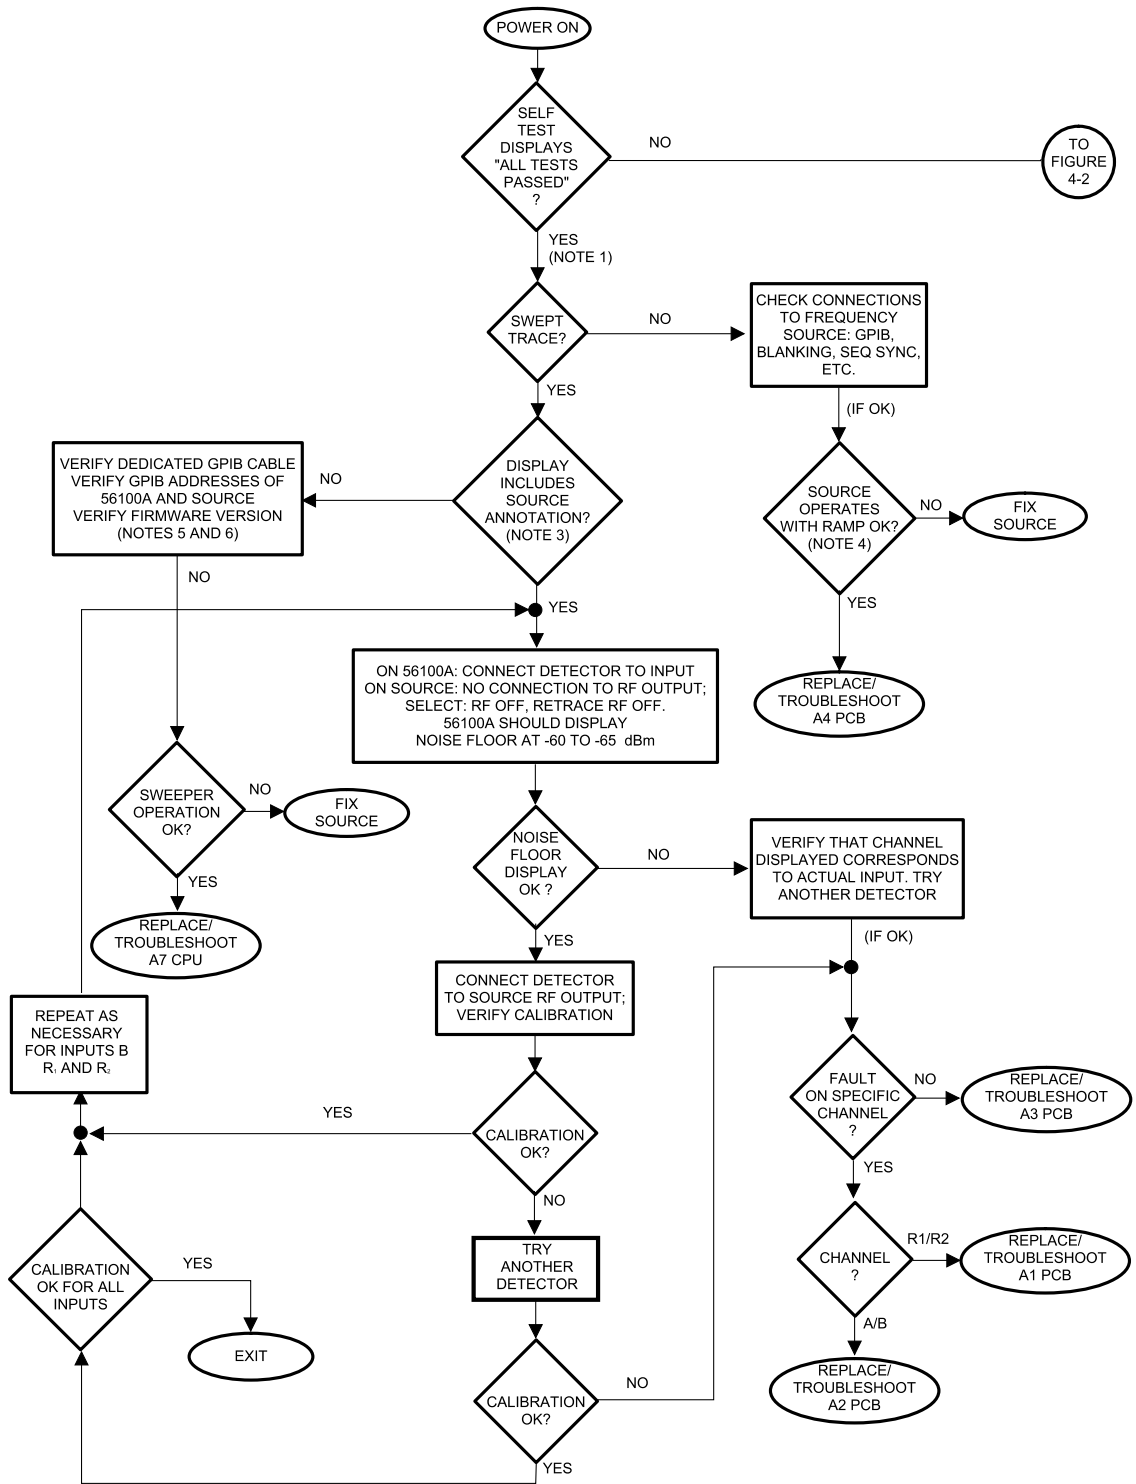 POWER ON
SELF
TEST
DISPLAYS
"ALL TESTS
PASSED"
?
NO
TO
FIGURE
4-2
YES
(NOTE 1)
SWEPT
TRACE?
NO
CHECK CONNECTIONS
TO FREQUENCY
SOURCE: GPIB,
BLANKING, SEQ SYNC,
ETC.
YES
(IF OK)
VERIFY DEDICATED GPIB CABLE
VERIFY GPIB ADDRESSES OF
56100A AND SOURCE
VERIFY FIRMWARE VERSION
(NOTES 5 AND 6)
NO
DISPLAY
INCLUDES
SOURCE
ANNOTATION?
(NOTE 3)
SOURCE
OPERATES
WITH RAMP OK?
(NOTE 4)
NO
FIX
SOURCE
NO
YES
YES
ON 56100A: CONNECT DETECTOR TO INPUT
ON SOURCE: NO CONNECTION TO RF OUTPUT;
SELECT: RF OFF, RETRACE RF OFF.
56100A SHOULD DISPLAY
NOISE FLOOR AT -60 TO -65 dBm
REPLACE/
TROUBLESHOOT
A4 PCB
SWEEPER
OPERATION
OK?
NO
FIX
SOURCE
YES
REPLACE/
TROUBLESHOOT
A7 CPU
NOISE
FLOOR
DISPLAY
OK ?
NO
VERIFY THAT CHANNEL
DISPLAYED CORRESPONDS
TO ACTUAL INPUT. TRY
ANOTHER DETECTOR
YES
(IF OK)
CONNECT DETECTOR
TO SOURCE RF OUTPUT;
VERIFY CALIBRATION
REPEAT AS
NECESSARY
FOR INPUTS B
R₁ AND R₂
YES
CALIBRATION
OK?
NO
FAULT
ON SPECIFIC
CHANNEL
?
NO
REPLACE/
TROUBLESHOOT
A3 PCB
YES
TRY
ANOTHER
DETECTOR
CHANNEL
?
R1/R2
REPLACE/
TROUBLESHOOT
A1 PCB
A/B
REPLACE/
TROUBLESHOOT
A2 PCB
CALIBRATION
OK FOR ALL
INPUTS
YES
EXIT
CALIBRATION
OK?
NO
YES